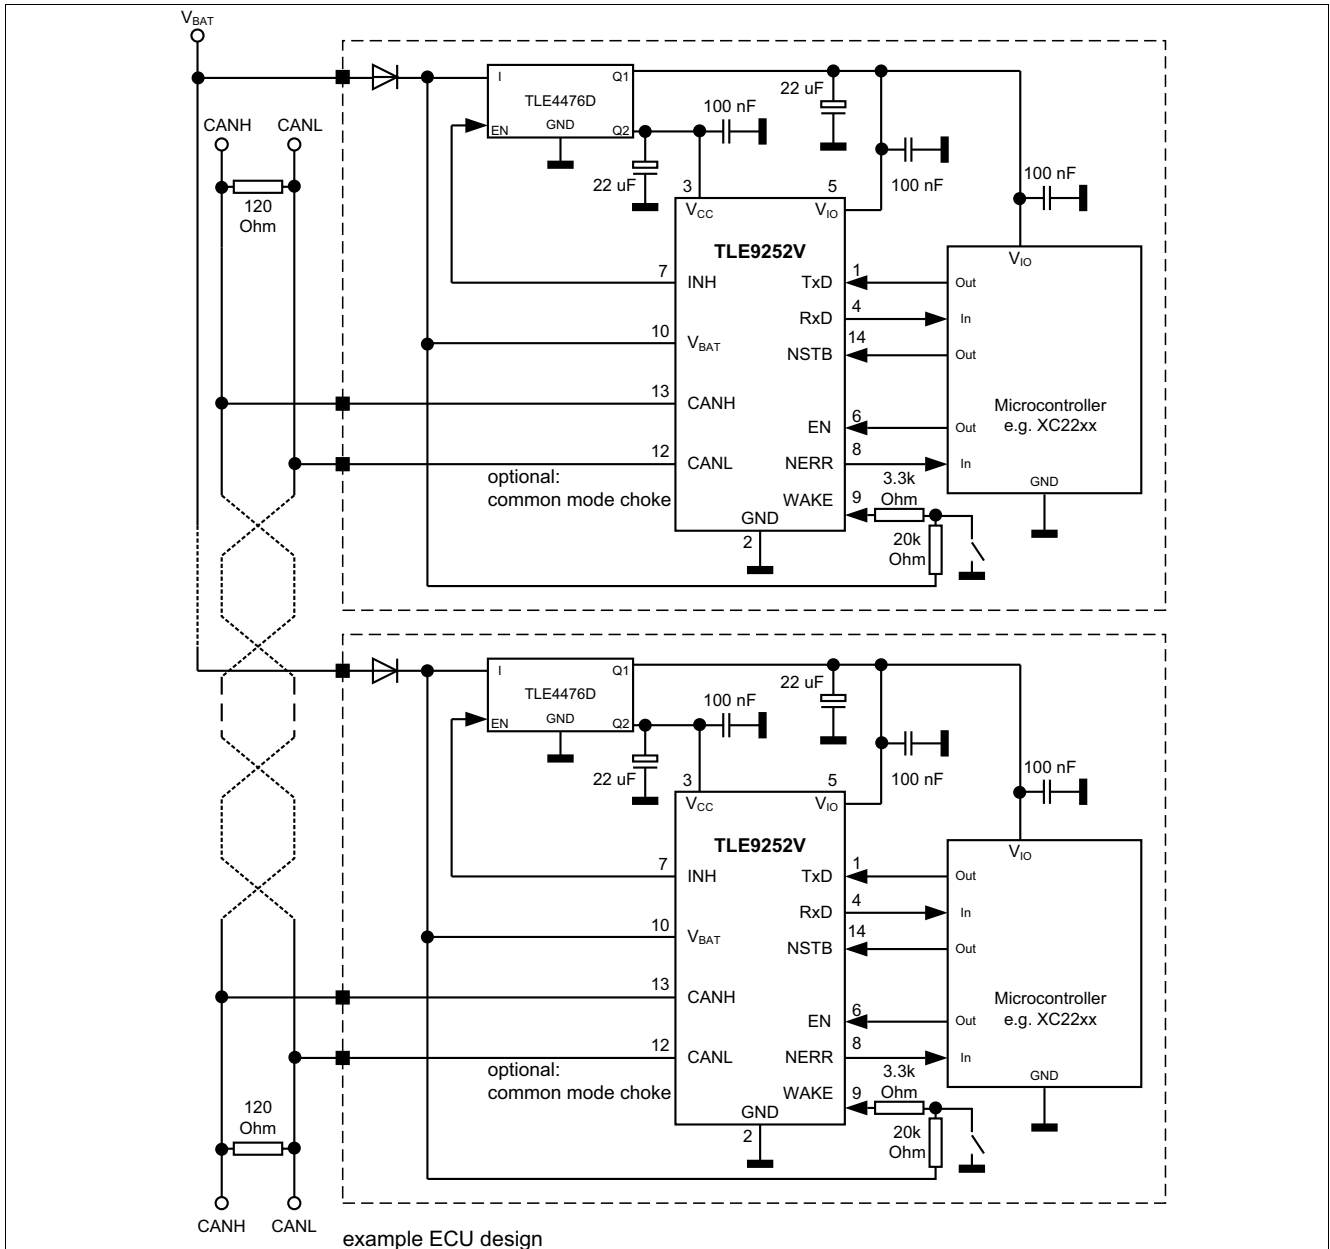 VBAT
CANH CANL
120
Ohm
I Q1
TLE4476D
EN GND Q2
22 uF
100 nF
22 uF
100 nF
100 nF
3 5
VCC VIO
TLE9252V
7 INH TxD 1 Out
RxD 4 In
10 VBAT NSTB 14 Out
13 CANH
EN 6 Out
12 CANL NERR 8 In
WAKE 9
GND
2
optional:
common mode choke
VIO
Microcontroller
e.g. XC22xx
GND
3.3k
Ohm
20k
Ohm
I Q1
TLE4476D
EN GND Q2
22 uF
100 nF
22 uF
100 nF
100 nF
3 5
VCC VIO
TLE9252V
7 INH TxD 1 Out
RxD 4 In
10 VBAT NSTB 14 Out
13 CANH
EN 6 Out
12 CANL NERR 8 In
WAKE 9
GND
2
optional:
common mode choke
VIO
Microcontroller
e.g. XC22xx
GND
3.3k
Ohm
20k
Ohm
120
Ohm
CANH CANL
example ECU design